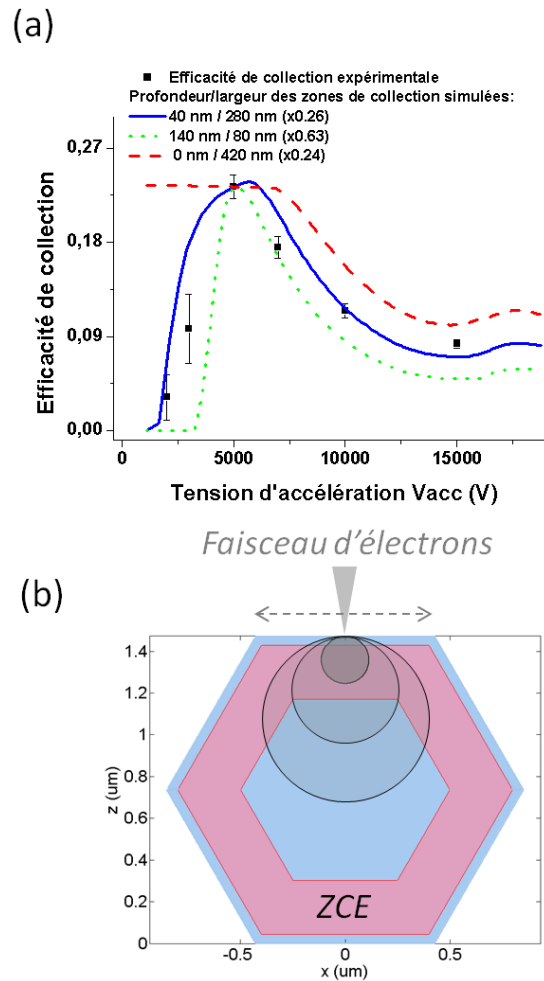 (a)
Efficacité de collection expérimentale
Profondeur/largeur des zones de collection simulées:
40 nm / 280 nm (x0.26)
140 nm / 80 nm (x0.63)
0 nm / 420 nm (x0.24)
Efficacité de collection
0,27
0,18
0,09
0,00
0 5000 10000 15000
Tension d'accélération Vacc (V)
Faisceau d'électrons
(b)
z (um)
1.4
1.2
1
0.8
0.6
0.4
0.2
0
ZCE
-0.5 0 0.5
x (um)